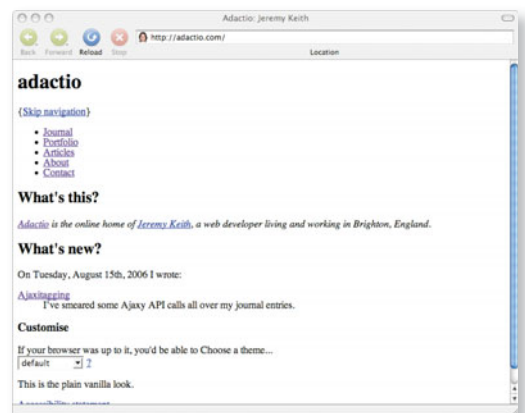 Adactio: Jeremy Keith
http://adactio.com/
Back Forward Reload Stop Location
adactio
{Skip navigation}
Journal
Portfolio
Articles
About
Contact
What's this?
Adactio is the online home of Jeremy Keith, a web developer living and working in Brighton, England.
What's new?
On Tuesday, August 15th, 2006 I wrote:
Ajaxitagging
I've smeared some Ajaxy API calls all over my journal entries.
Customise
If your browser was up to it, you'd be able to Choose a theme...
default ?
This is the plain vanilla look.
Accessibility statement